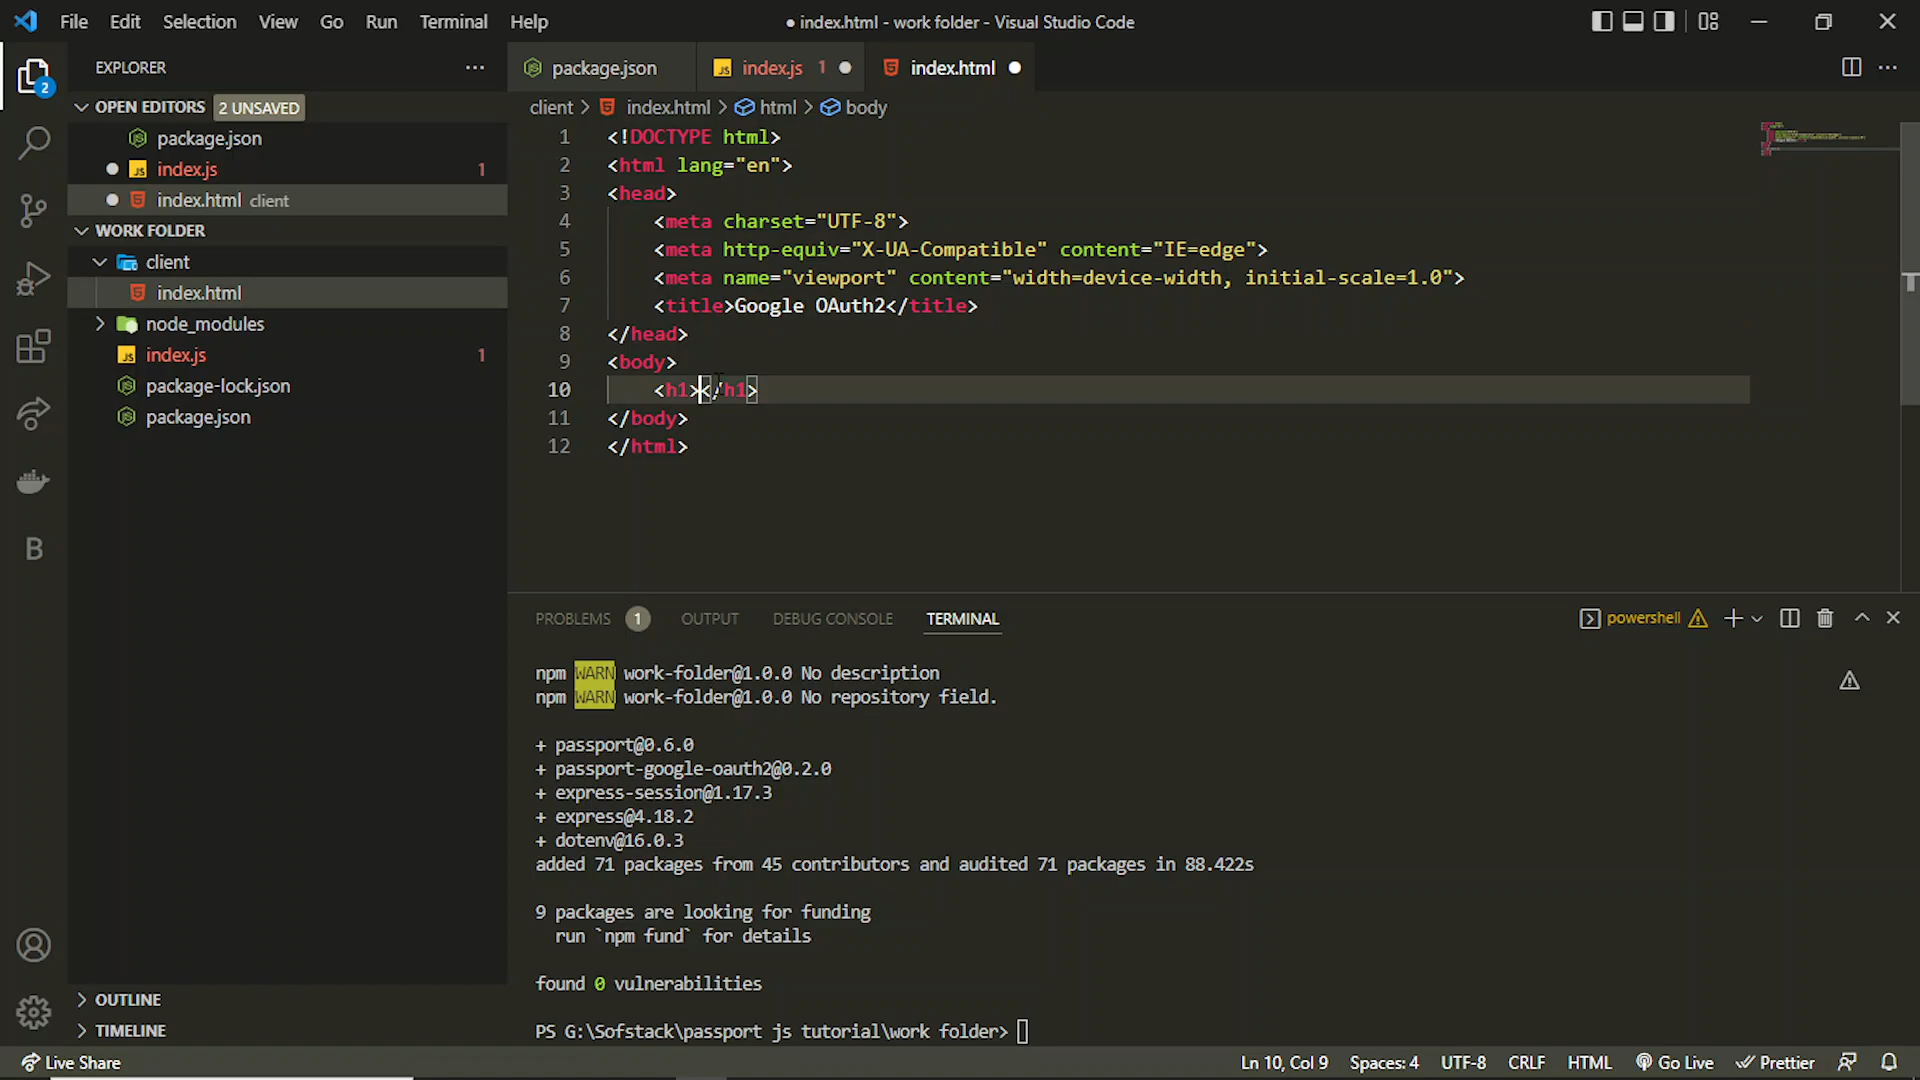 File Edit Selection View Go Run Terminal Help
● index.html - work folder - Visual Studio Code
EXPLORER
2
OPEN EDITORS 2 UNSAVED
package.json
index.js 1
index.html client
WORK FOLDER
client
index.html
node_modules
index.js 1
package-lock.json
package.json
B
OUTLINE
TIMELINE
package.json
JS index.js 1
index.html
client > index.html > html > body
1 <!DOCTYPE html>
2 <html lang="en">
3 <head>
4 <meta charset="UTF-8">
5 <meta http-equiv="X-UA-Compatible" content="IE=edge">
6 <meta name="viewport" content="width=device-width, initial-scale=1.0">
7 <title>Google OAuth2</title>
8 </head>
9 <body>
10 <h1></h1>
11 </body>
12 </html>
PROBLEMS 1 OUTPUT DEBUG CONSOLE TERMINAL
powershell
npm WARN work-folder@1.0.0 No description
npm WARN work-folder@1.0.0 No repository field.
+ passport@0.6.0
+ passport-google-oauth2@0.2.0
+ express-session@1.17.3
+ express@4.18.2
+ dotenv@16.0.3
added 71 packages from 45 contributors and audited 71 packages in 88.422s
9 packages are looking for funding
run `npm fund` for details
found 0 vulnerabilities
PS G:\Sofstack\passport js tutorial\work folder>
Live Share
Ln 10, Col 9 Spaces: 4 UTF-8 CRLF HTML Go Live Prettier